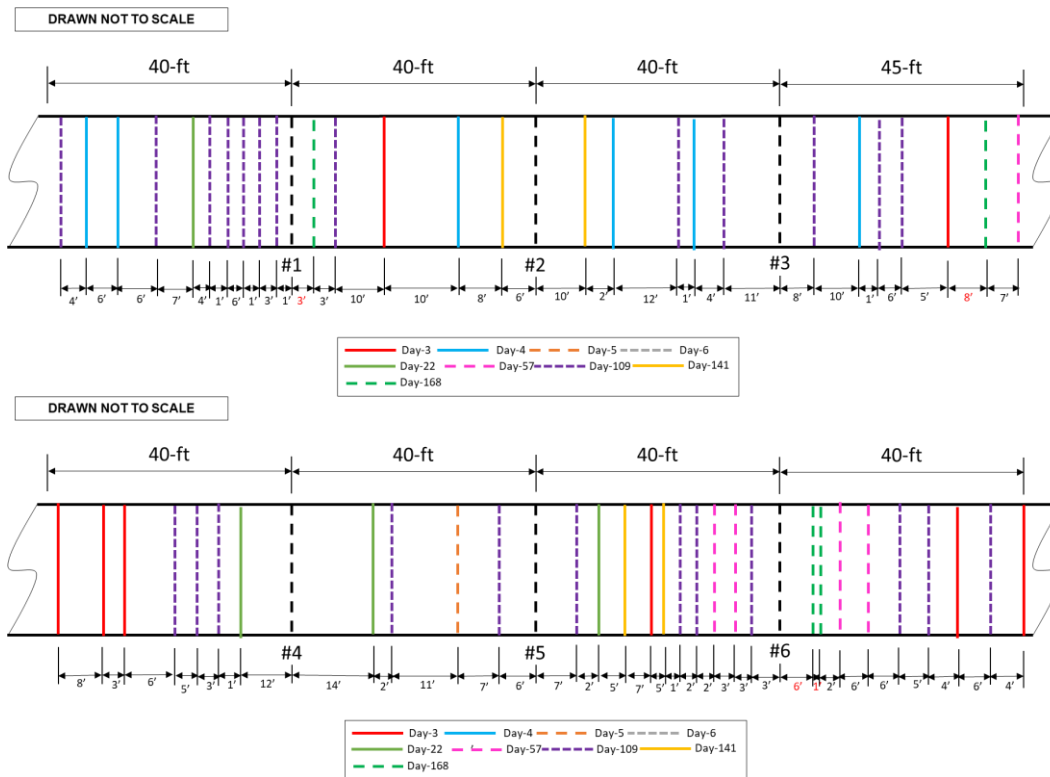 DRAWN NOT TO SCALE
40-ft 40-ft 40-ft 45-ft
#1 #2 #3
4’ 6’ 6’ 7’ 4’ 1’ 6’ 1’ 3’ 1’ 3’ 3’ 10’ 10’ 8’ 6’ 10’ 2’ 12’ 1’ 4’ 11’ 8’ 10’ 1’ 6’ 5’ 8’ 7’
Day-3 Day-4 Day-5 Day-6
Day-22 Day-57 Day-109 Day-141
Day-168
DRAWN NOT TO SCALE
40-ft 40-ft 40-ft 40-ft
#4 #5 #6
8’ 3’ 6’ 5’ 3’ 1’ 12’ 14’ 2’ 11’ 7’ 6’ 7’ 2’ 5’ 7’ 5’ 1’ 2’ 2’ 3’ 3’ 3’ 6’ 1’ 2’ 6’ 6’ 5’ 4’ 6’ 4’
Day-3 Day-4 Day-5 Day-6
Day-22 Day-57 Day-109 Day-141
Day-168